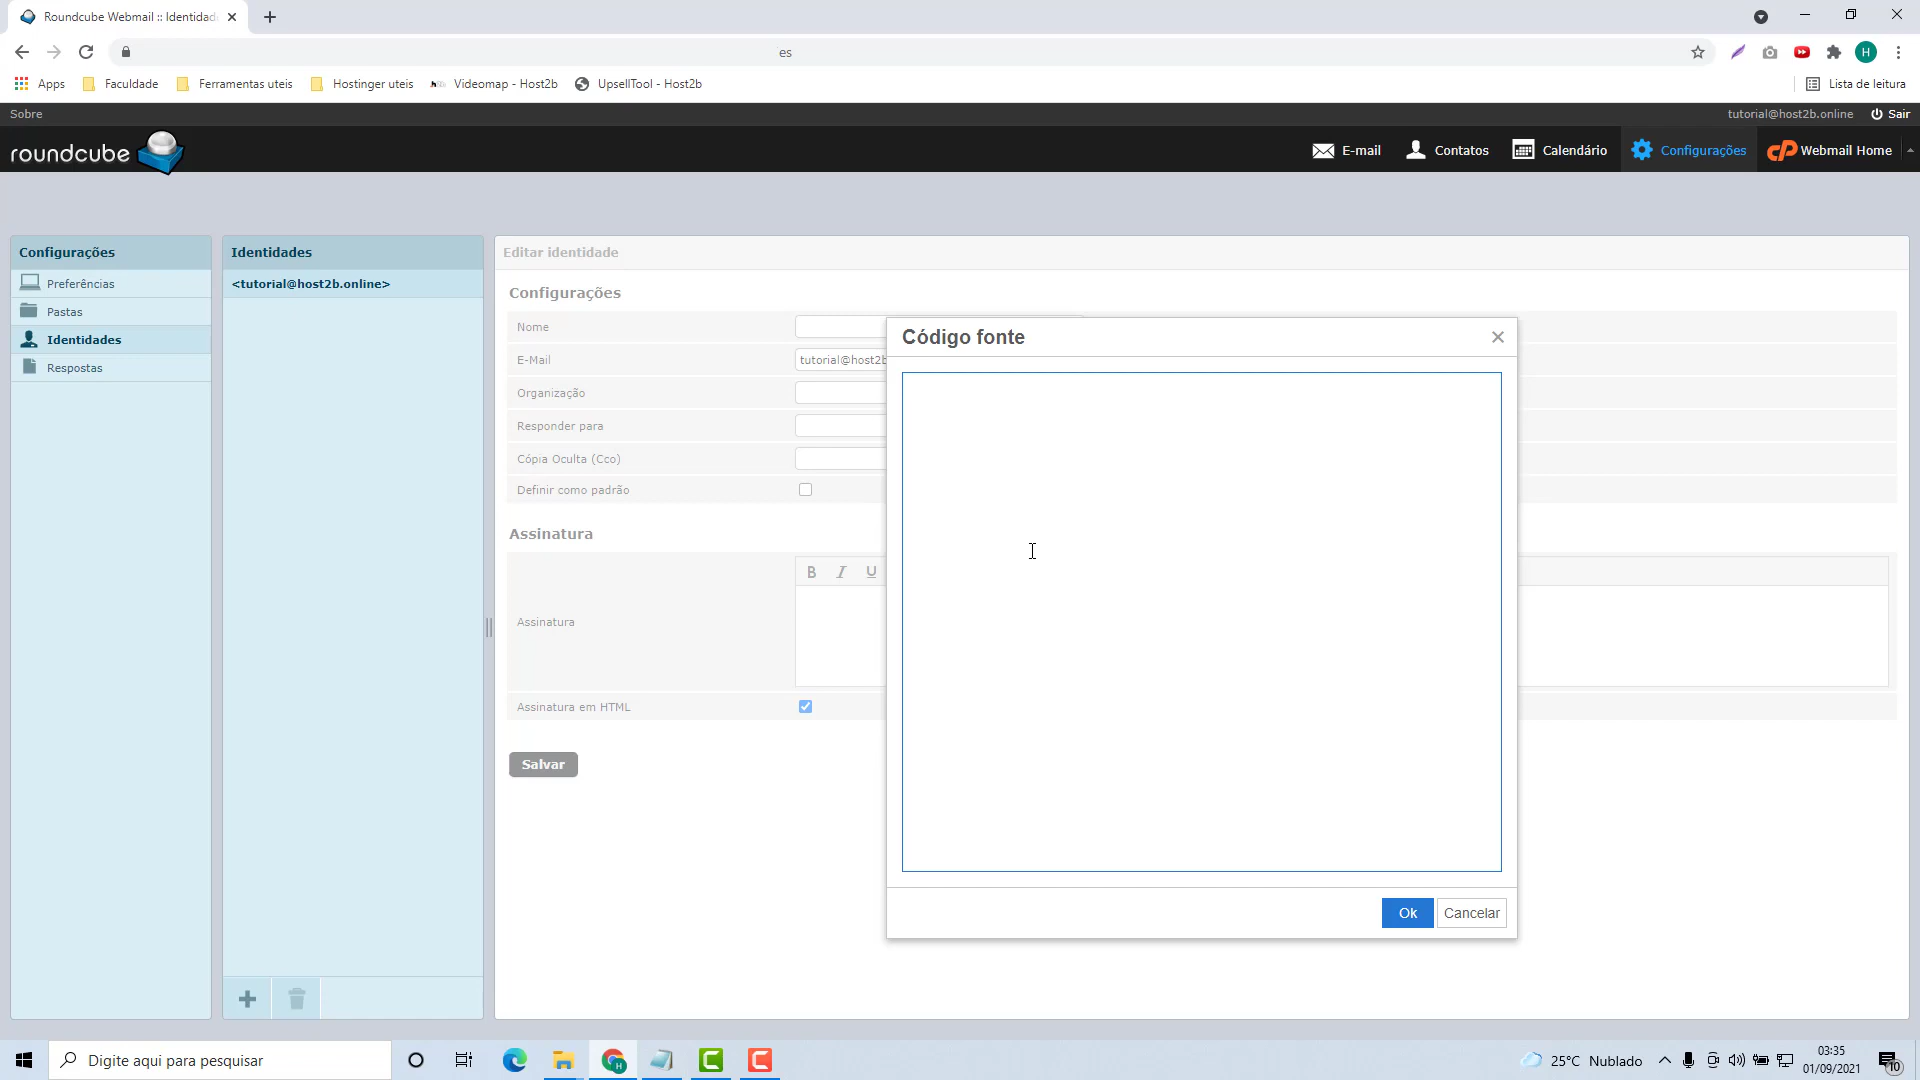 Roundcube Webmail :: Identidad
es
Apps
Faculdade
Ferramentas uteis
Hostinger uteis
Videomap - Host2b
UpsellTool - Host2b
Lista de leitura
H
Sobre
tutorial@host2b.online
Sair
roundcube
E-mail
Contatos
Calendário
Configurações
cP Webmail Home
Configurações
Preferências
Pastas
Identidades
Respostas
Identidades
<tutorial@host2b.online>
Editar identidade
Configurações
Nome
E-Mail
tutorial@host2b
Organização
Responder para
Cópia Oculta (Cco)
Definir como padrão
Assinatura
B I U
Assinatura
Assinatura em HTML
Salvar
Código fonte
Ok
Cancelar
Digite aqui para pesquisar
25°C Nublado
03:35
01/09/2021
10